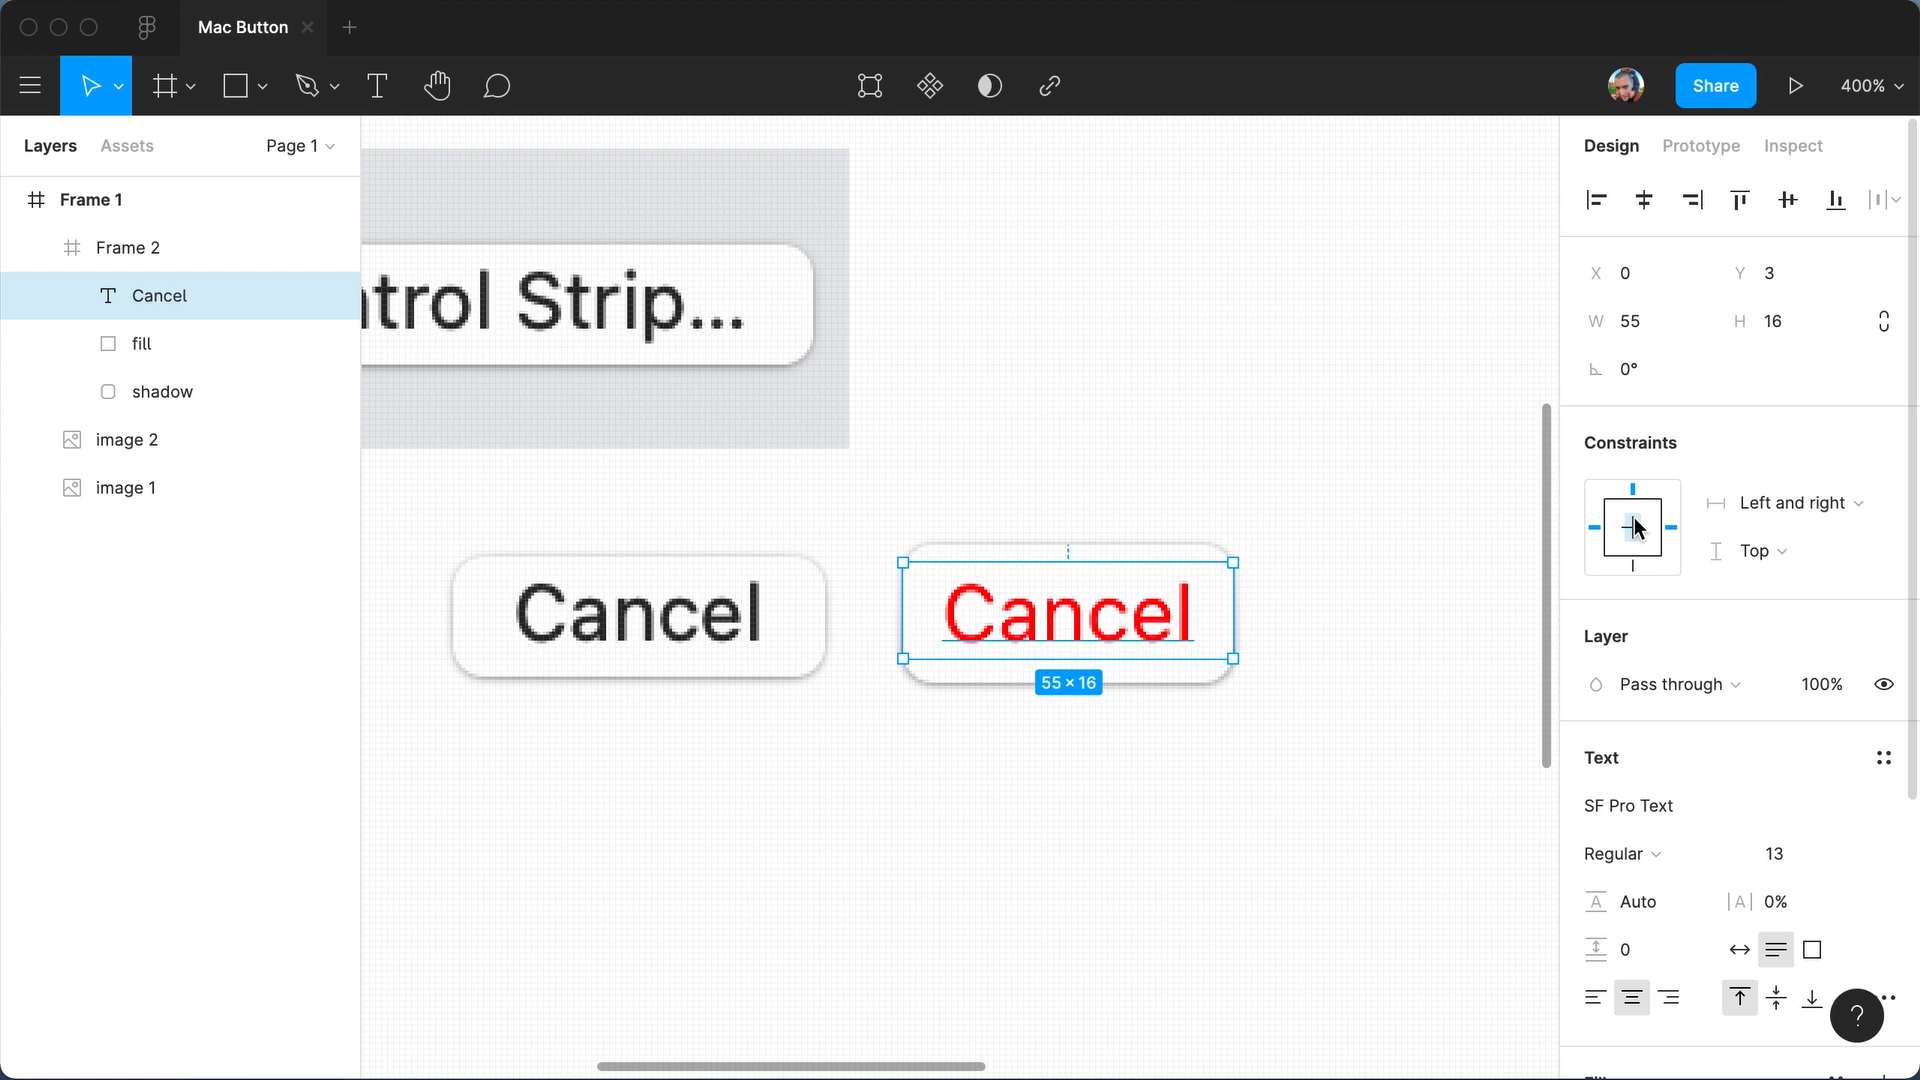 Mac Button
Share
400%
Layers
Assets
Page 1
Frame 1
Frame 2
Cancel
fill
shadow
image 2
image 1
ntrol Strip...
Cancel
Cancel
55 × 16
Design
Prototype
Inspect
X 0
Y 3
W 55
H 16
0°
Constraints
Left and right
Top
Layer
Pass through
100%
Text
SF Pro Text
Regular
13
A Auto
|A| 0%
0
?